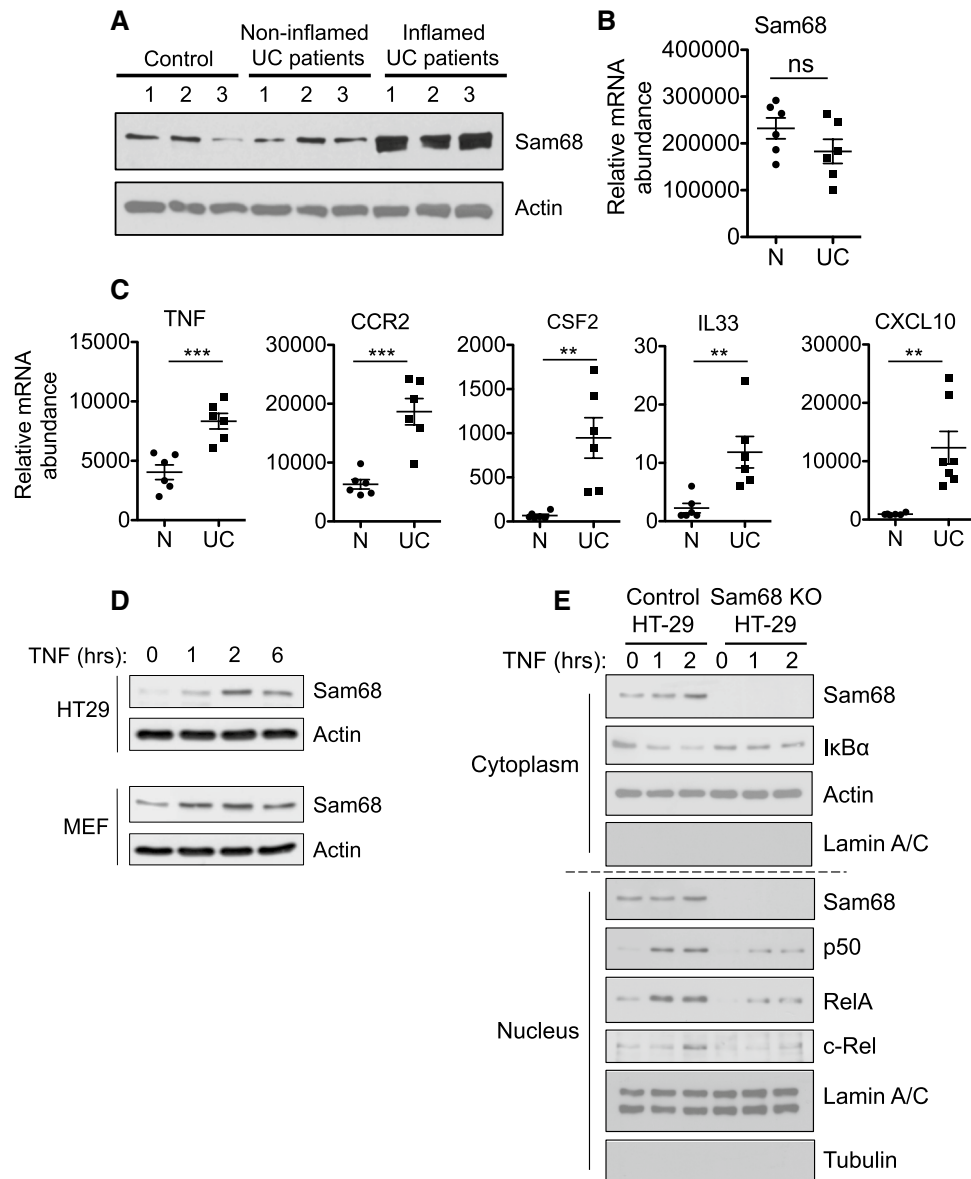 A
Control
Non-inflamed
UC patients
Inflamed
UC patients
1 2 3 1 2 3 1 2 3
Sam68
Actin
B
Sam68
ns
Relative mRNA
abundance
400000
300000
200000
100000
0
N UC
C
Relative mRNA
abundance
TNF
***
15000
10000
5000
0
N UC
CCR2
***
30000
20000
10000
0
N UC
CSF2
**
2000
1500
1000
500
0
N UC
IL33
**
30
20
10
0
N UC
CXCL10
**
30000
20000
10000
0
N UC
D
TNF (hrs): 0 1 2 6
HT29
Sam68
Actin
MEF
Sam68
Actin
E
Control
HT-29
Sam68 KO
HT-29
TNF (hrs): 0 1 2 0 1 2
Cytoplasm
Sam68
IκBα
Actin
Lamin A/C
Nucleus
Sam68
p50
RelA
c-Rel
Lamin A/C
Tubulin